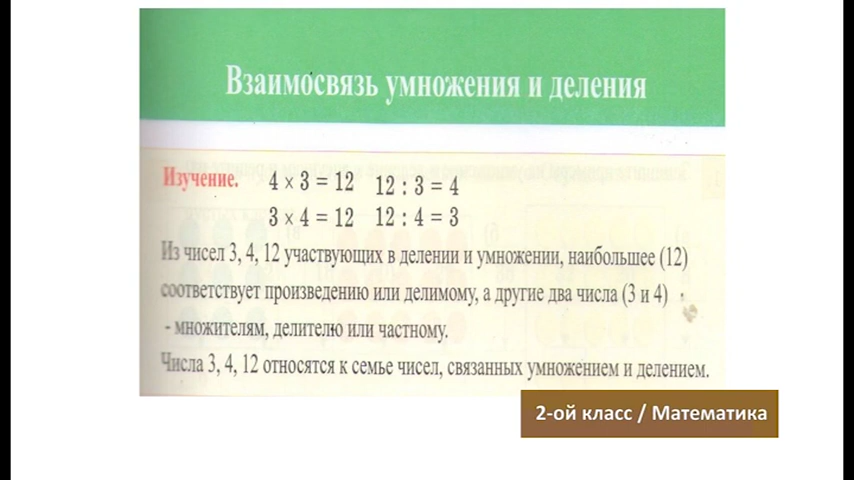 Взаимосвязь умножения и деления
Изучение. 4 × 3 = 12 12 : 3 = 4
3 × 4 = 12 12 : 4 = 3
Из чисел 3, 4, 12 участвующих в делении и умножении, наибольшее (12)
соответствует произведению или делимому, а другие два числа (3 и 4)
- множителям, делителю или частному.
Числа 3, 4, 12 относятся к семье чисел, связанных умножением и делением.
2-ой класс / Математика